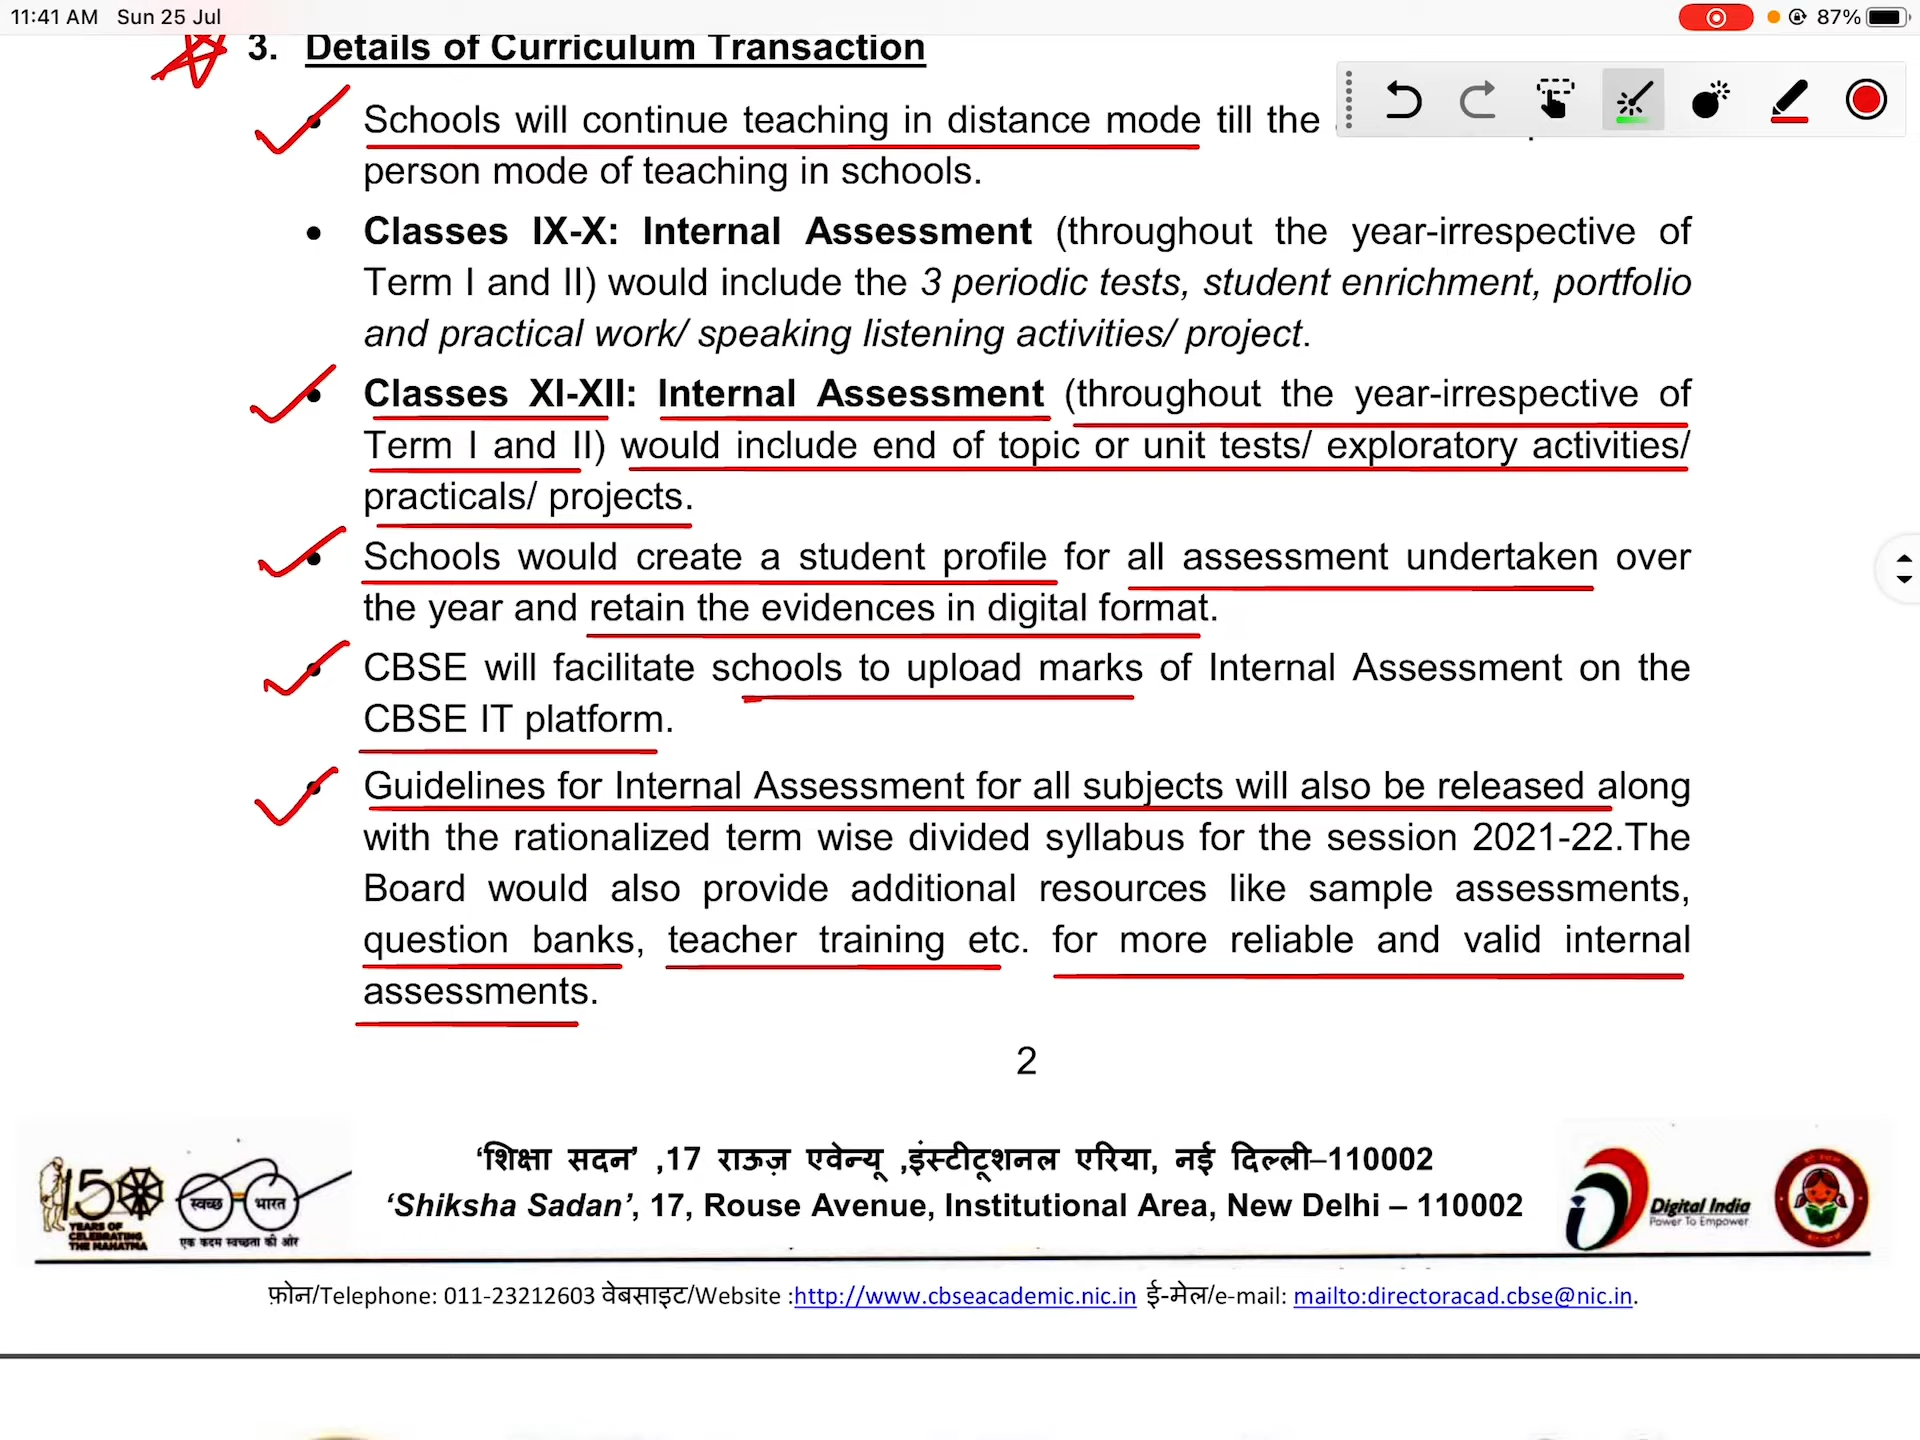 11:41 AM Sun 25 Jul
87%
3. Details of Curriculum Transaction
Schools will continue teaching in distance mode till the
person mode of teaching in schools.
• Classes IX-X: Internal Assessment (throughout the year-irrespective of
Term I and II) would include the 3 periodic tests, student enrichment, portfolio
and practical work/ speaking listening activities/ project.
• Classes XI-XII: Internal Assessment (throughout the year-irrespective of
Term I and II) would include end of topic or unit tests/ exploratory activities/
practicals/ projects.
• Schools would create a student profile for all assessment undertaken over
the year and retain the evidences in digital format.
• CBSE will facilitate schools to upload marks of Internal Assessment on the
CBSE IT platform.
• Guidelines for Internal Assessment for all subjects will also be released along
with the rationalized term wise divided syllabus for the session 2021-22.The
Board would also provide additional resources like sample assessments,
question banks, teacher training etc. for more reliable and valid internal
assessments.
2
150
YEARS OF
CELEBRATING
THE MAHATMA
स्वच्छ भारत
एक कदम स्वच्छता की ओर
‘शिक्षा सदन’ ,17 राऊज़ एवेन्यू ,इंस्टीटूशनल एरिया, नई दिल्ली–110002
‘Shiksha Sadan’, 17, Rouse Avenue, Institutional Area, New Delhi – 110002
Digital India
Power To Empower
फ़ोन/Telephone: 011-23212603 वेबसाइट/Website :http://www.cbseacademic.nic.in ई-मेल/e-mail: mailto:directoracad.cbse@nic.in.